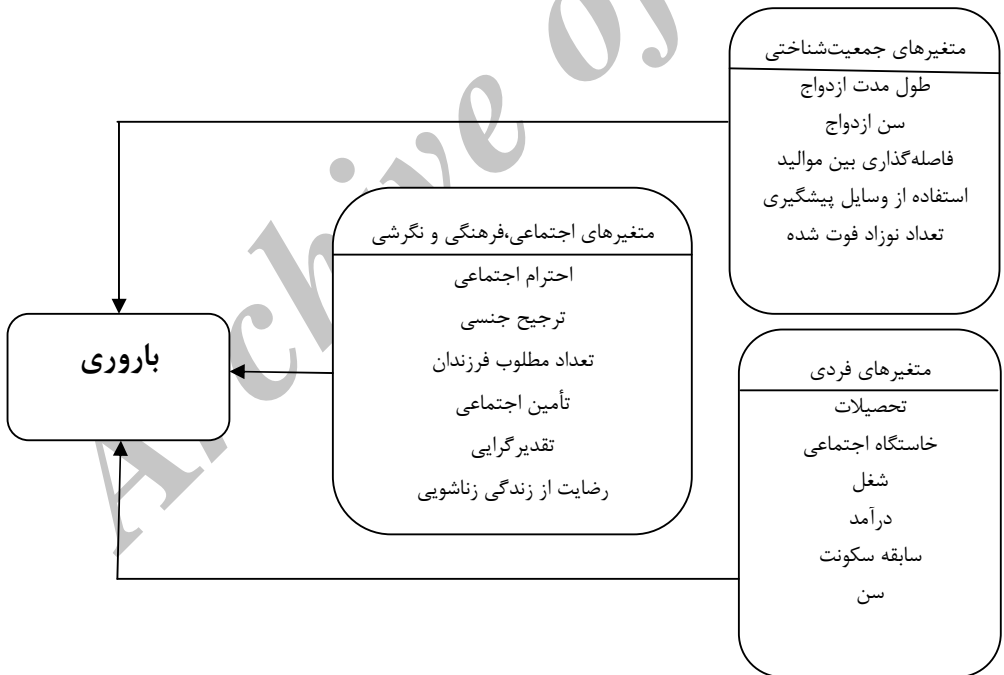 متغیرهای جمعیت‌شناختی
طول مدت ازدواج
سن ازدواج
فاصله‌گذاری بین موالید
استفاده از وسایل پیشگیری
تعداد نوزاد فوت شده
متغیرهای اجتماعی،فرهنگی و نگرشی
احترام اجتماعی
ترجیح جنسی
تعداد مطلوب فرزندان
تأمین اجتماعی
تقدیرگرایی
رضایت از زندگی زناشویی
متغیرهای فردی
تحصیلات
خاستگاه اجتماعی
شغل
درآمد
سابقه سکونت
سن
باروری
Archive of